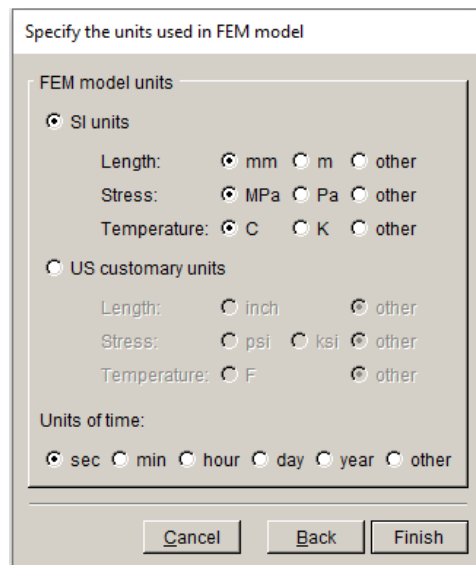 Specify the units used in FEM model
FEM model units
SI units
Length: mm m other
Stress: MPa Pa other
Temperature: C K other
US customary units
Length: inch other
Stress: psi ksi other
Temperature: F other
Units of time:
sec min hour day year other
Cancel Back Finish